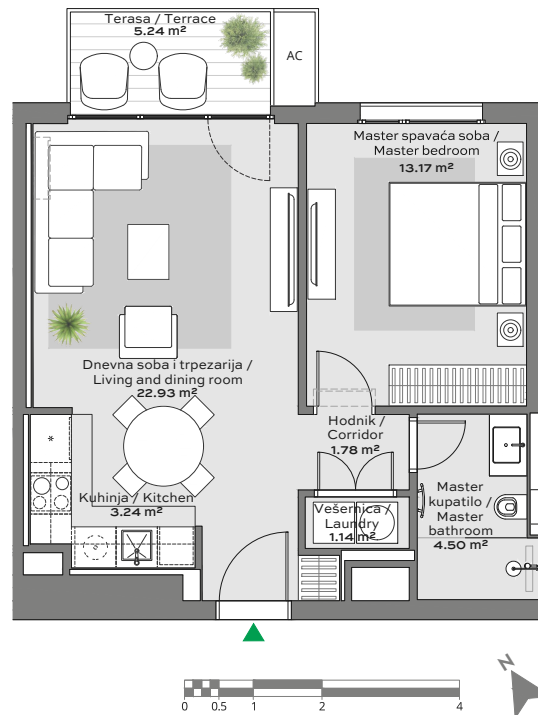 Terasa / Terrace
5.24 m²
AC
Master spavaća soba /
Master bedroom
13.17 m²
Dnevna soba i trpezarija /
Living and dining room
22.93 m²
Hodnik /
Corridor
1.78 m²
*
Kuhinja / Kitchen
3.24 m²
Vešernica /
Laundry
1.14 m²
Master
kupatilo /
Master
bathroom
4.50 m²
N
0 0.5 1 2 4